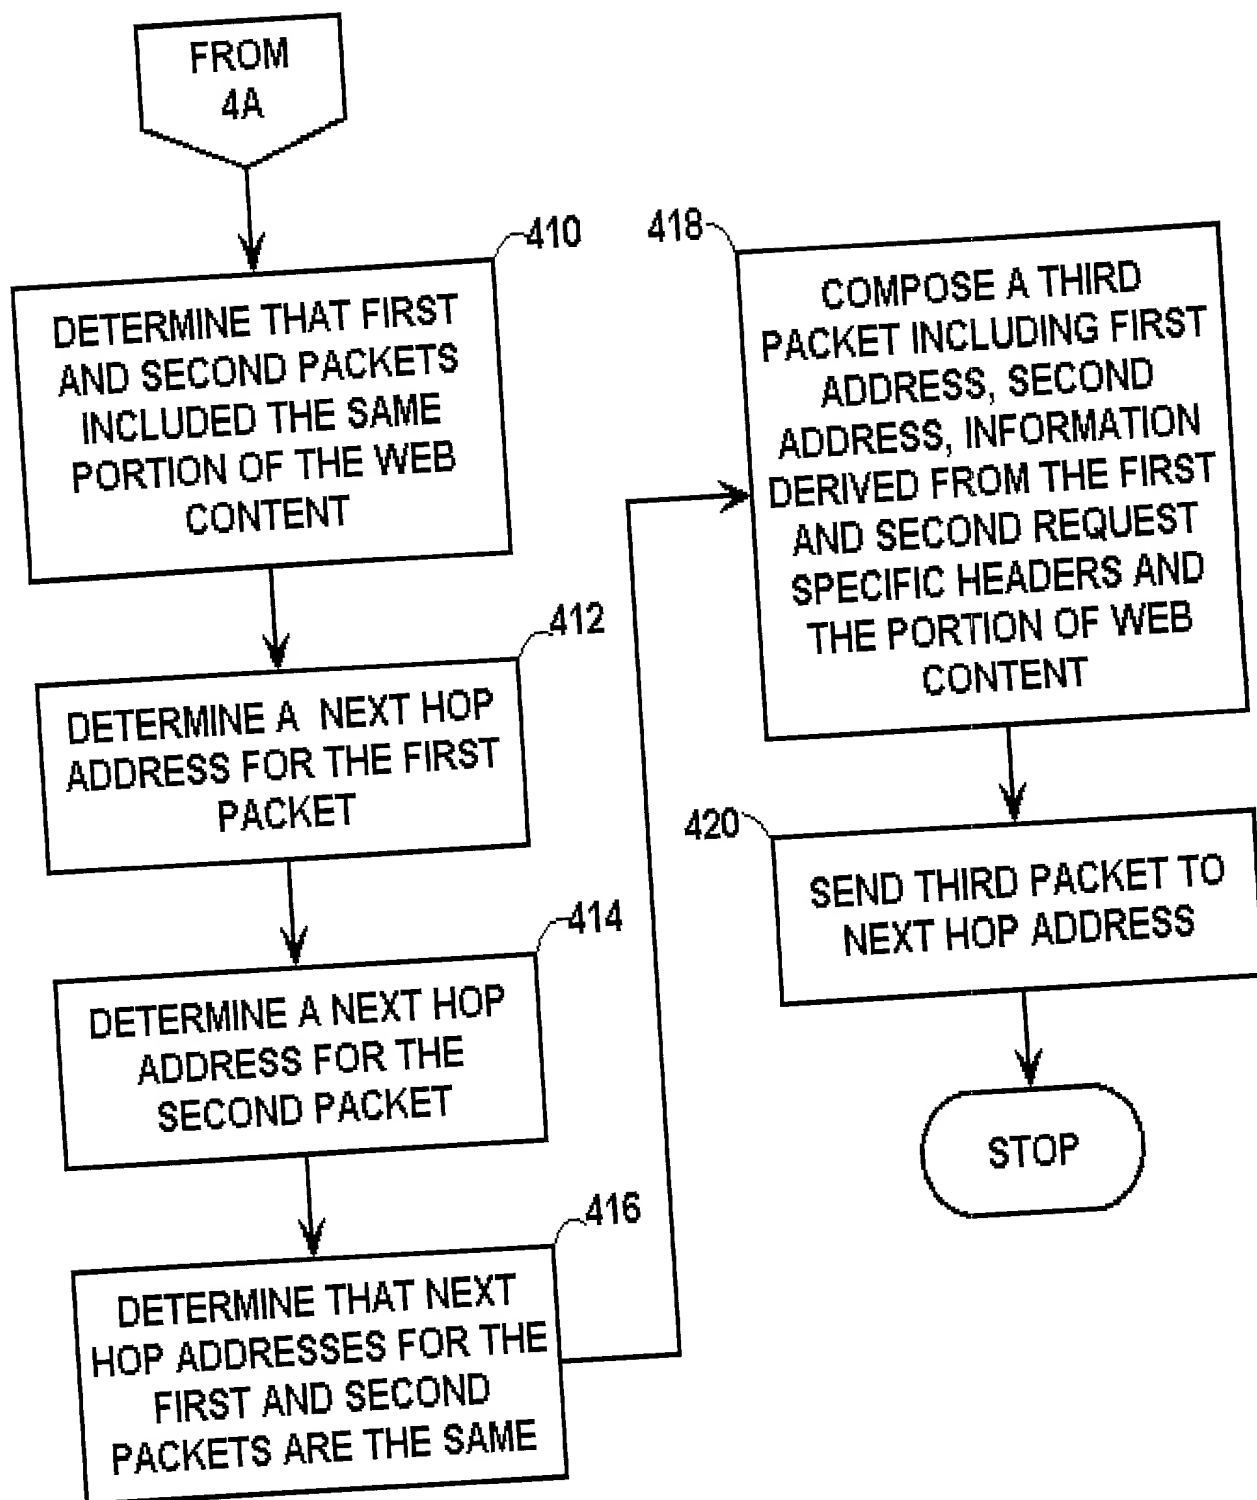 FROM
4A
410
DETERMINE THAT FIRST
AND SECOND PACKETS
INCLUDED THE SAME
PORTION OF THE WEB
CONTENT
412
DETERMINE A NEXT HOP
ADDRESS FOR THE FIRST
PACKET
414
DETERMINE A NEXT HOP
ADDRESS FOR THE
SECOND PACKET
416
DETERMINE THAT NEXT
HOP ADDRESSES FOR THE
FIRST AND SECOND
PACKETS ARE THE SAME
418
COMPOSE A THIRD
PACKET INCLUDING FIRST
ADDRESS, SECOND
ADDRESS, INFORMATION
DERIVED FROM THE FIRST
AND SECOND REQUEST
SPECIFIC HEADERS AND
THE PORTION OF WEB
CONTENT
420
SEND THIRD PACKET TO
NEXT HOP ADDRESS
STOP